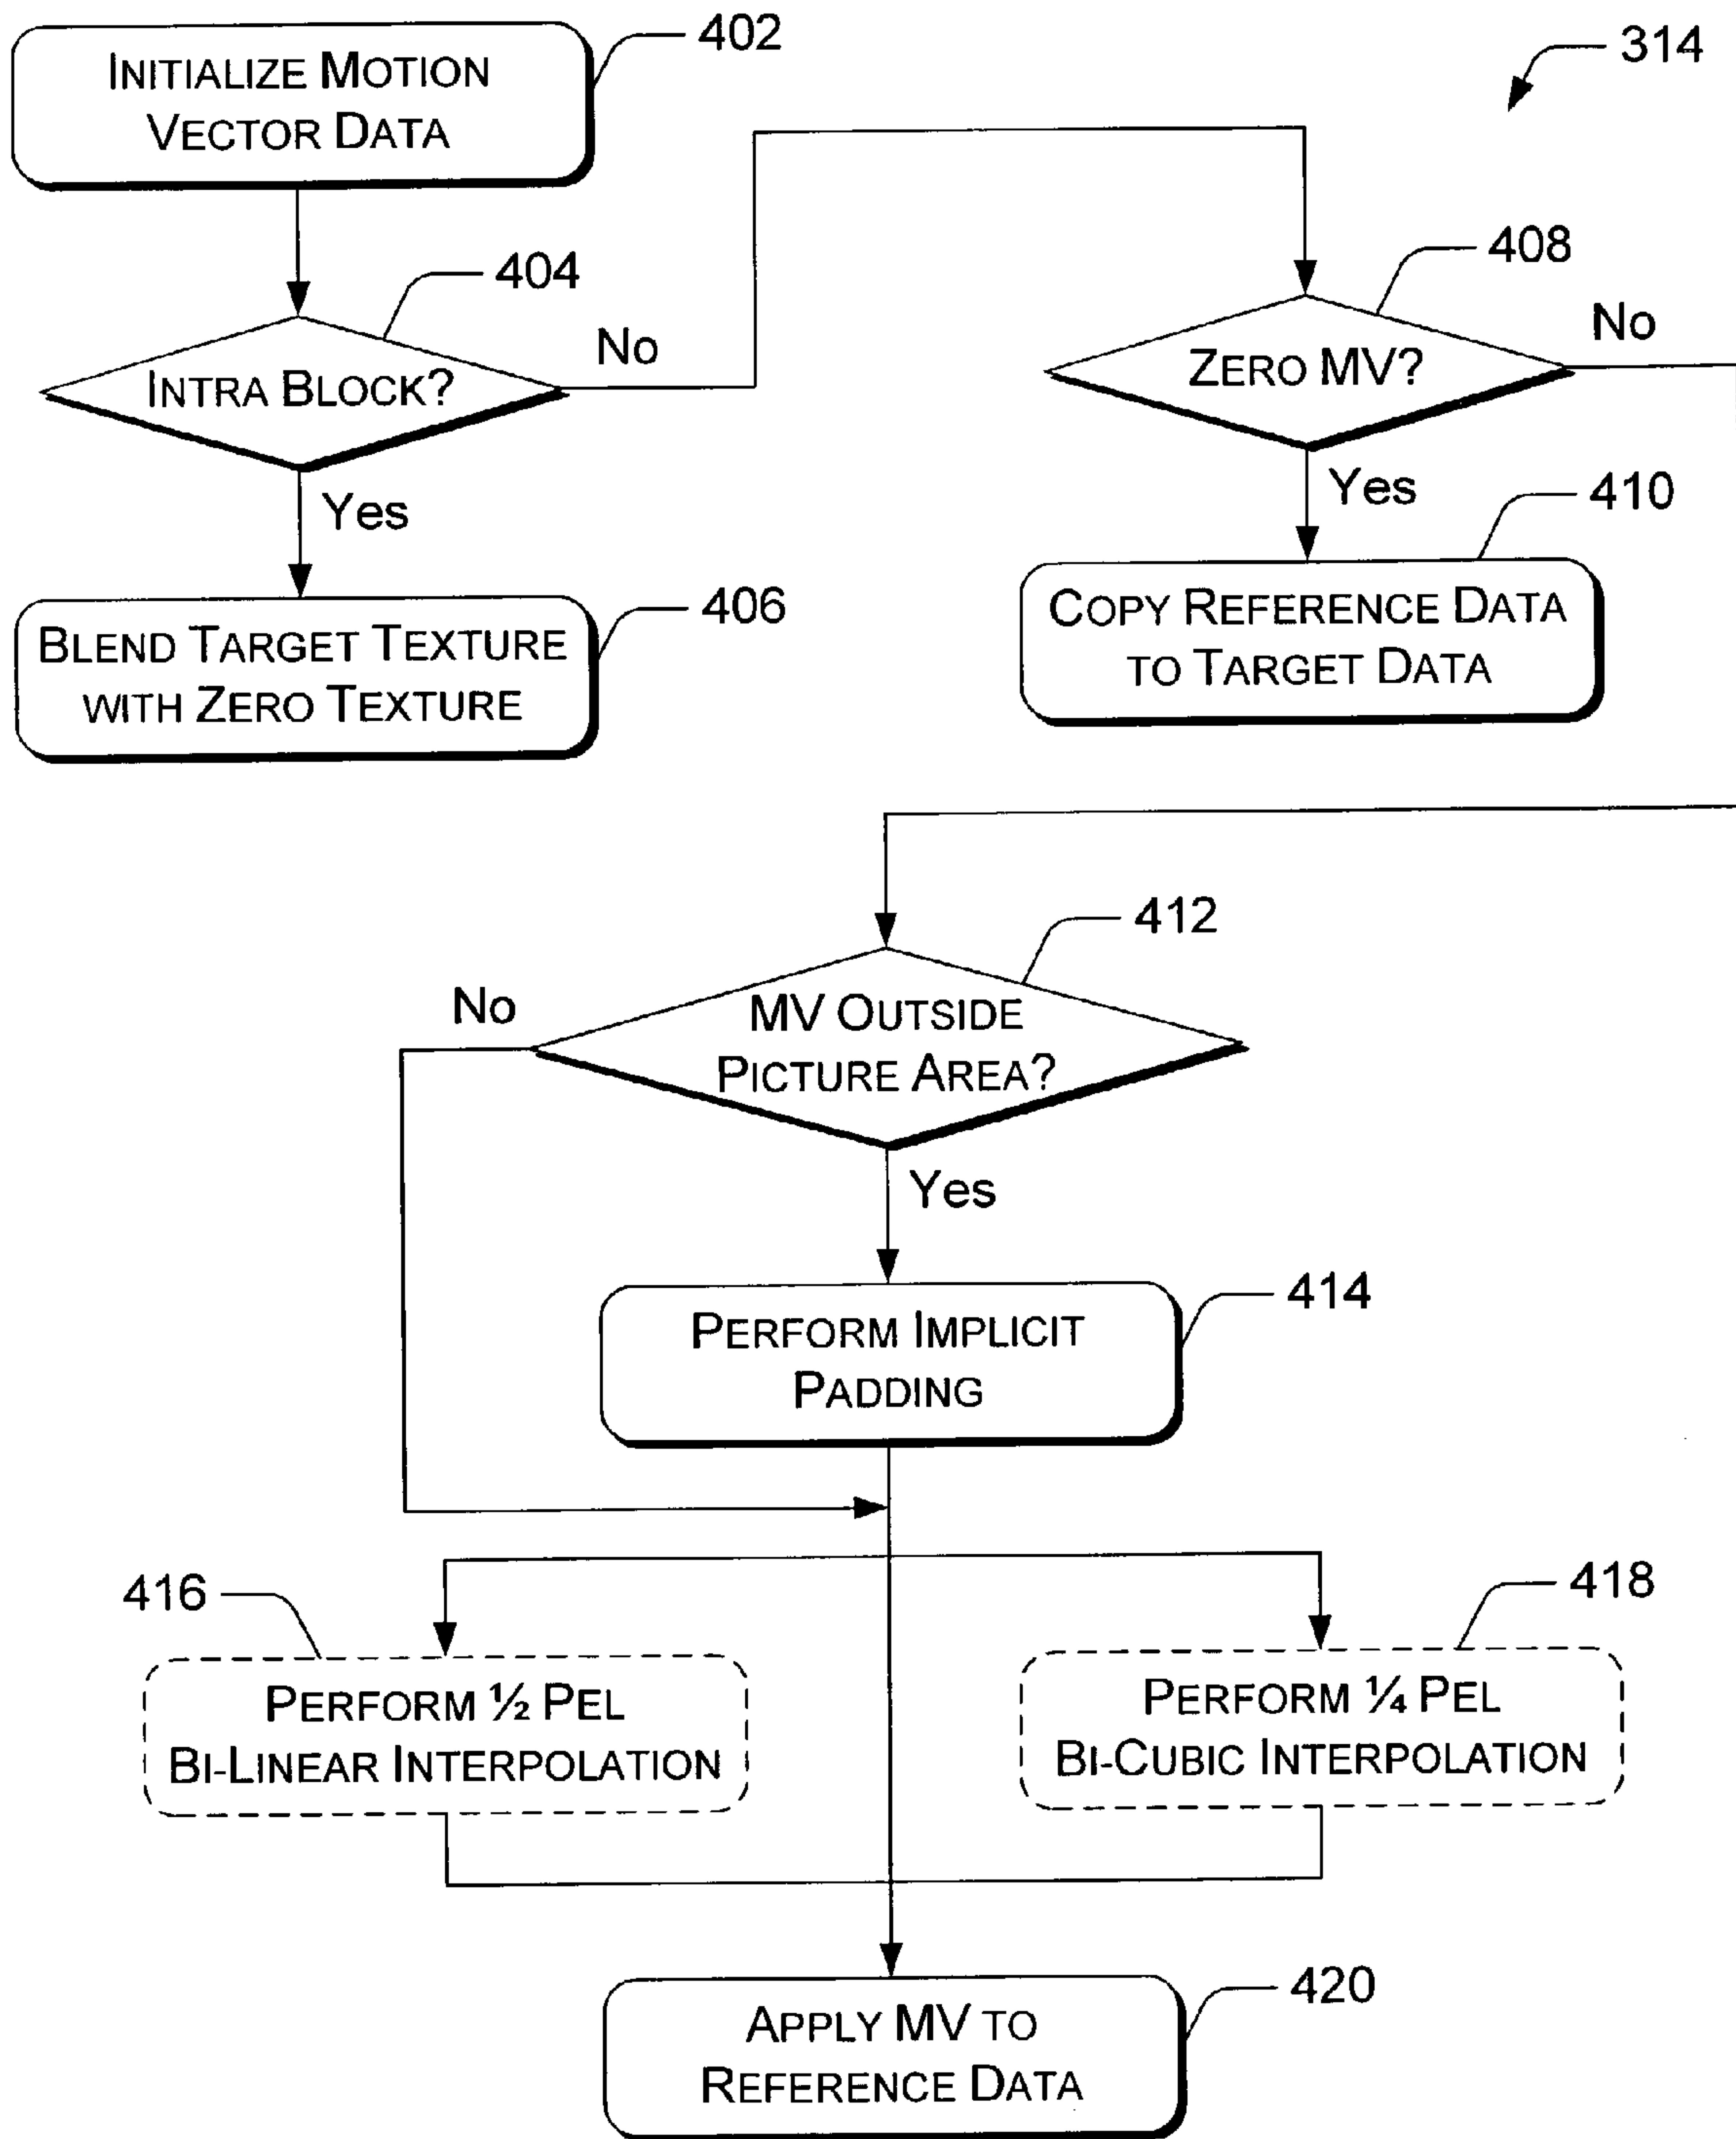 402
314
INITIALIZE MOTION
VECTOR DATA
404
408
No
No
INTRA BLOCK?
ZERO MV?
Yes
Yes
410
406
BLEND TARGET TEXTURE
WITH ZERO TEXTURE
COPY REFERENCE DATA
TO TARGET DATA
412
No
MV OUTSIDE
PICTURE AREA?
Yes
414
PERFORM IMPLICIT
PADDING
416
418
PERFORM ½ PEL
BI-LINEAR INTERPOLATION
PERFORM ¼ PEL
BI-CUBIC INTERPOLATION
420
APPLY MV TO
REFERENCE DATA